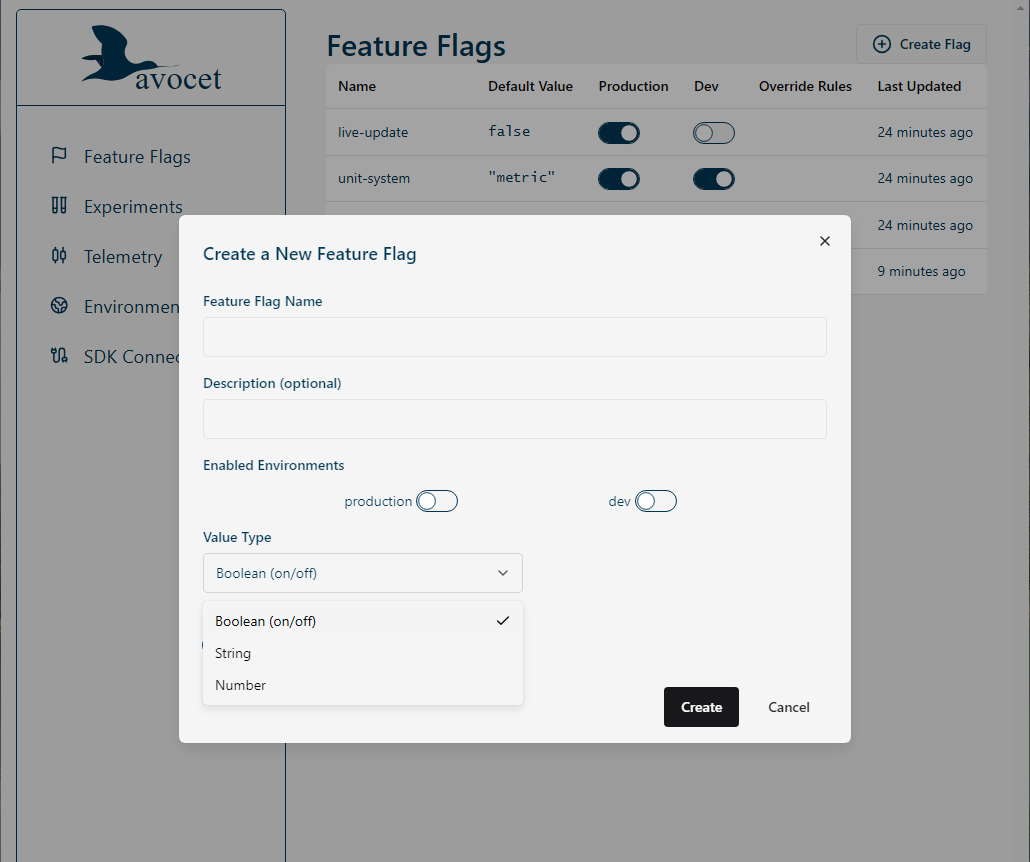 avocet
Feature Flags
Experiments
Telemetry
Environmen
SDK Connec
Feature Flags
Create Flag
Name Default Value Production Dev Override Rules Last Updated
live-update false 24 minutes ago
unit-system "metric" 24 minutes ago
24 minutes ago
9 minutes ago
Create a New Feature Flag
Feature Flag Name
Description (optional)
Enabled Environments
production dev
Value Type
Boolean (on/off)
Boolean (on/off)
String
Number
Create Cancel